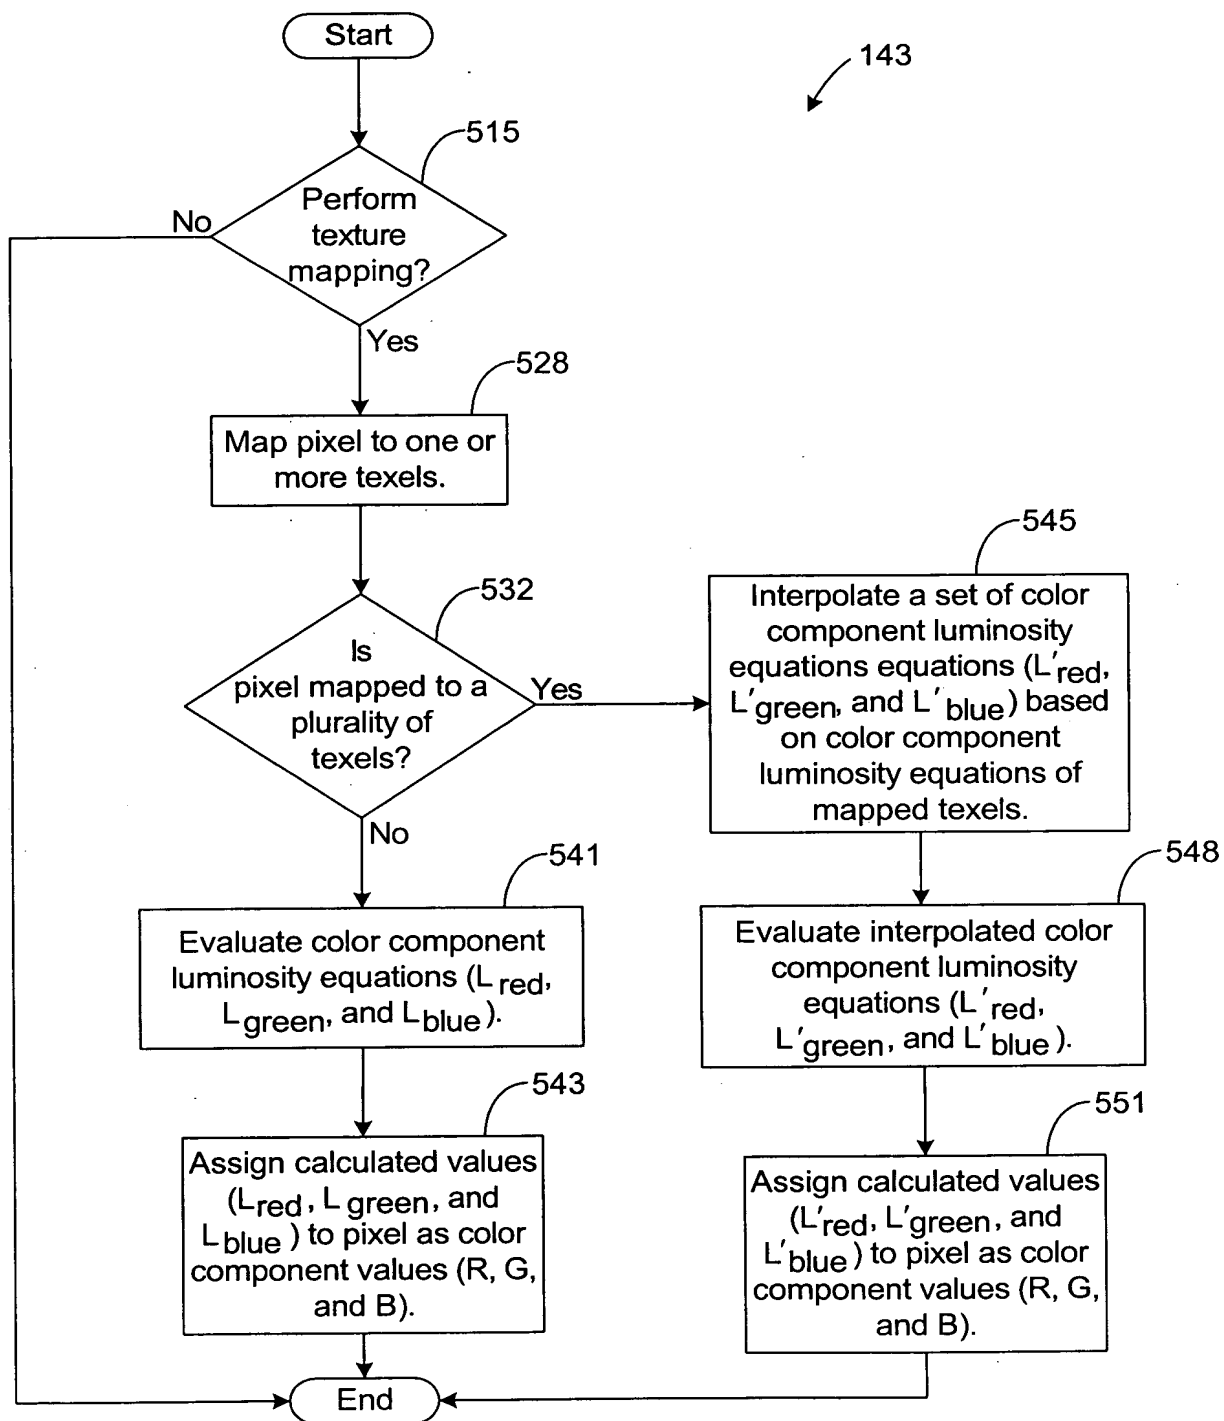 Start
143
515
Perform
texture
mapping?
No
Yes
528
Map pixel to one or
more texels.
532
Is
pixel mapped to a
plurality of
texels?
Yes
No
545
Interpolate a set of color
component luminosity
equations equations (L'red,
L'green, and L'blue) based
on color component
luminosity equations of
mapped texels.
541
Evaluate color component
luminosity equations (Lred,
Lgreen, and Lblue).
548
Evaluate interpolated color
component luminosity
equations (L'red,
L'green, and L'blue).
543
Assign calculated values
(Lred, Lgreen, and
Lblue) to pixel as color
component values (R, G,
and B).
551
Assign calculated values
(L'red, L'green, and
L'blue) to pixel as color
component values (R, G,
and B).
End